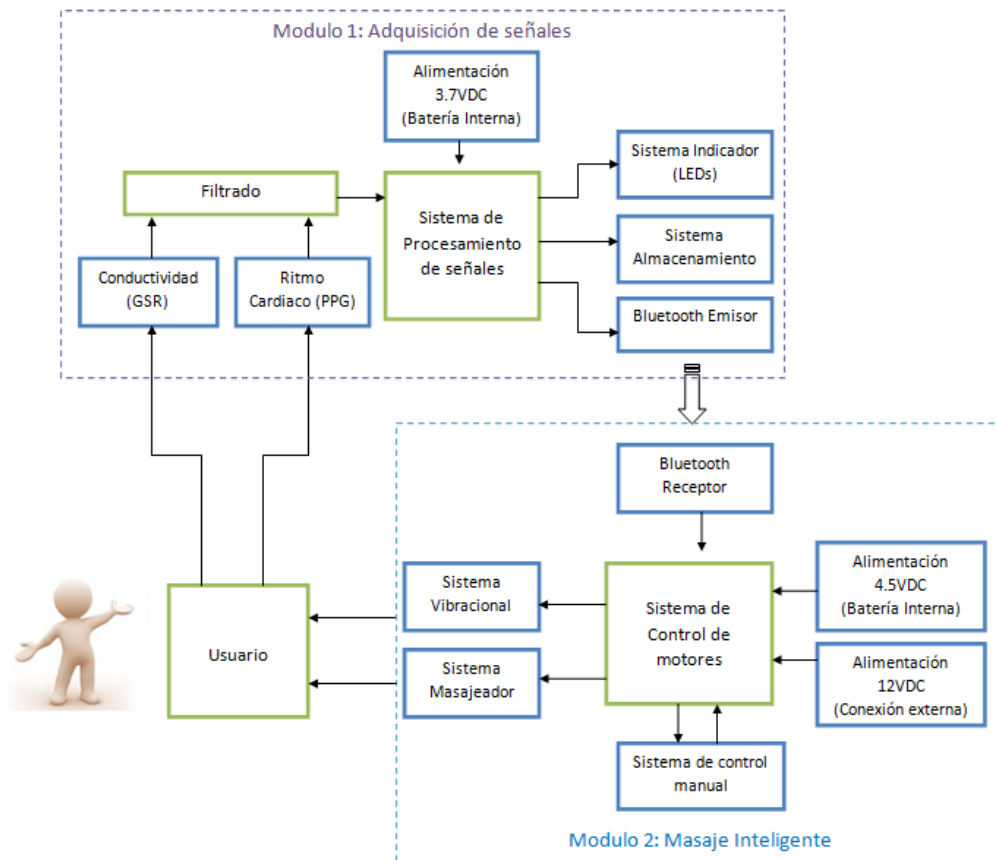 Modulo 1: Adquisición de señales
Alimentación
3.7VDC
(Batería Interna)
Sistema Indicador
(LEDs)
Filtrado
Sistema de
Procesamiento
de señales
Sistema
Almacenamiento
Conductividad
(GSR)
Ritmo
Cardiaco (PPG)
Bluetooth Emisor
Bluetooth
Receptor
Alimentación
4.5VDC
(Batería Interna)
Sistema
Vibracional
Sistema de
Control de
motores
Usuario
Sistema
Masajeador
Alimentación
12VDC
(Conexión externa)
Sistema de control
manual
Modulo 2: Masaje Inteligente